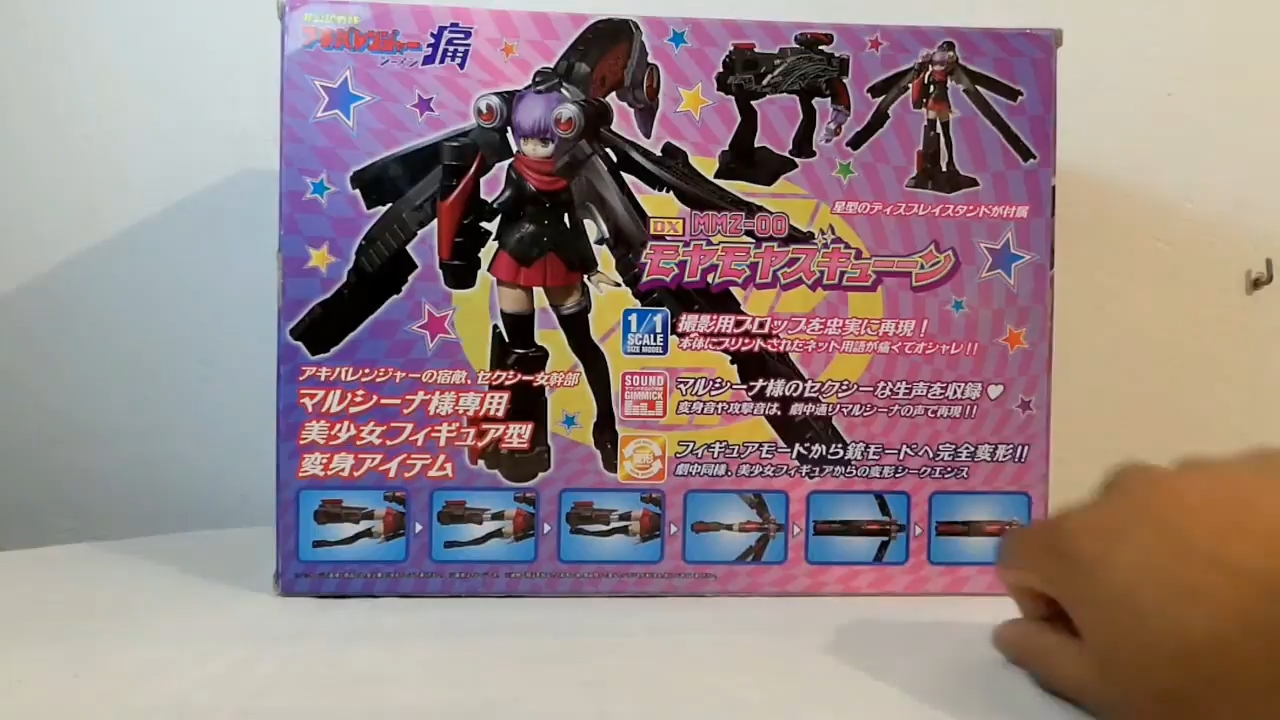 アキバレンジャー
シーズン
痛
星型のディスプレイスタンドが付属
DX MMZ-00
モヤモヤズキューーン
1/1
SCALE
SIZE MODEL
撮影用プロップを忠実に再現！
本体にプリントされたネット用語が痛くてオシャレ!!
アキバレンジャーの宿敵、セクシー女幹部
マルシーナ様専用
美少女フィギュア型
変身アイテム
SOUND
GIMMICK
マルシーナ様のセクシーな生声を収録♥
変身音や攻撃音は、劇中通りマルシーナの声で再現!!
変形
フィギュアモードから銃モードへ完全変形!!
劇中同様、美少女フィギュアからの変形シークエンス